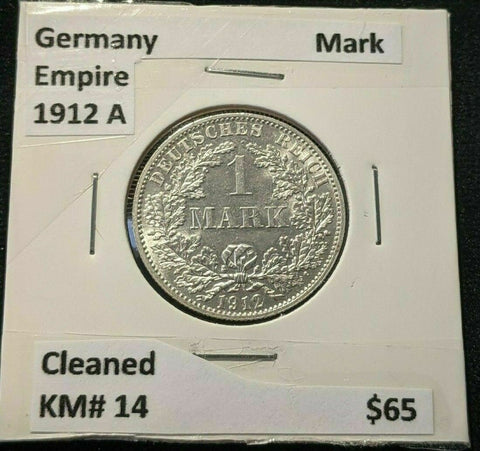 Germany Mark
Empire
1912 A
DEUTSCHES REICH
1
MARK
1912
Cleaned
KM# 14 $65